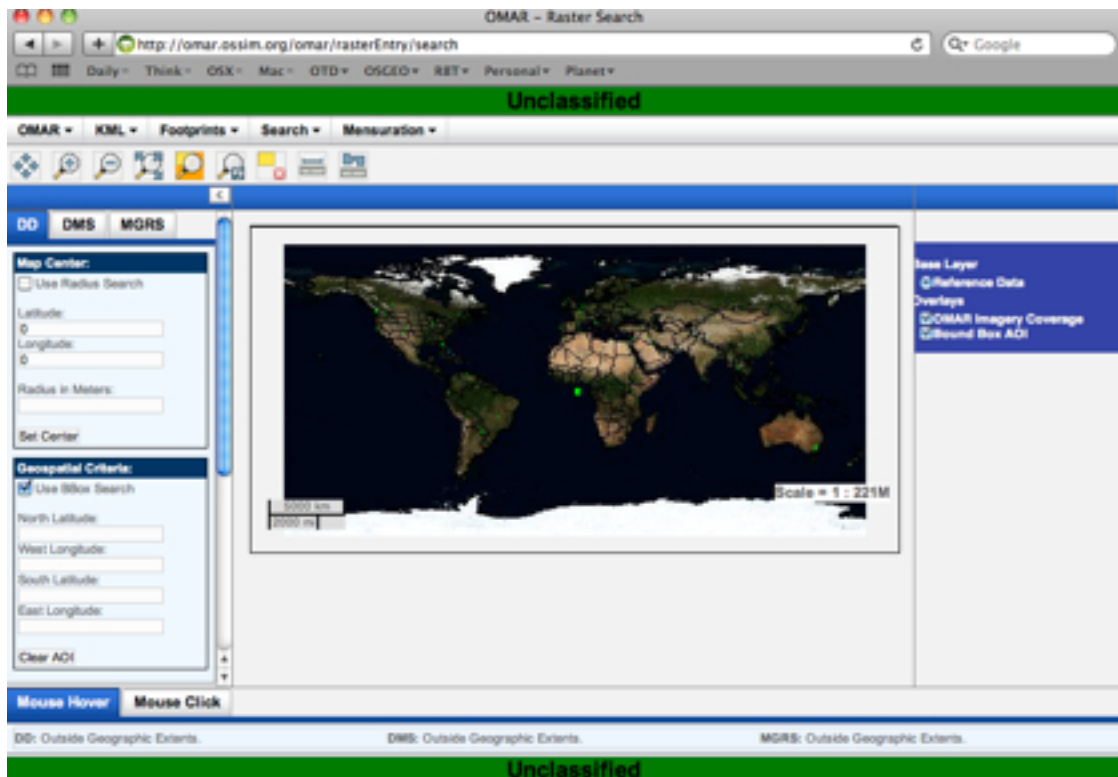 OMAR – Raster Search
http://omar.ossim.org/omar/rasterEntry/search
Google
Daily Think OSX Mac OTD OSGEO RBT Personal Planet
Unclassified
OMAR KML Footprints Search Mensuration
DD DMS MGRS
Map Center:
Use Radius Search
Latitude:
0
Longitude:
0
Radius in Meters:
Set Center
Geospatial Criteria:
Use BBox Search
North Latitude:
West Longitude:
South Latitude:
East Longitude:
Clear AOI
5000 km
2000 mi
Scale = 1 : 221M
Base Layer
Reference Data
Overlays
OMAR Imagery Coverage
Bound Box AOI
Mouse Hover Mouse Click
DD: Outside Geographic Extents. DMS: Outside Geographic Extents. MGRS: Outside Geographic Extents.
Unclassified